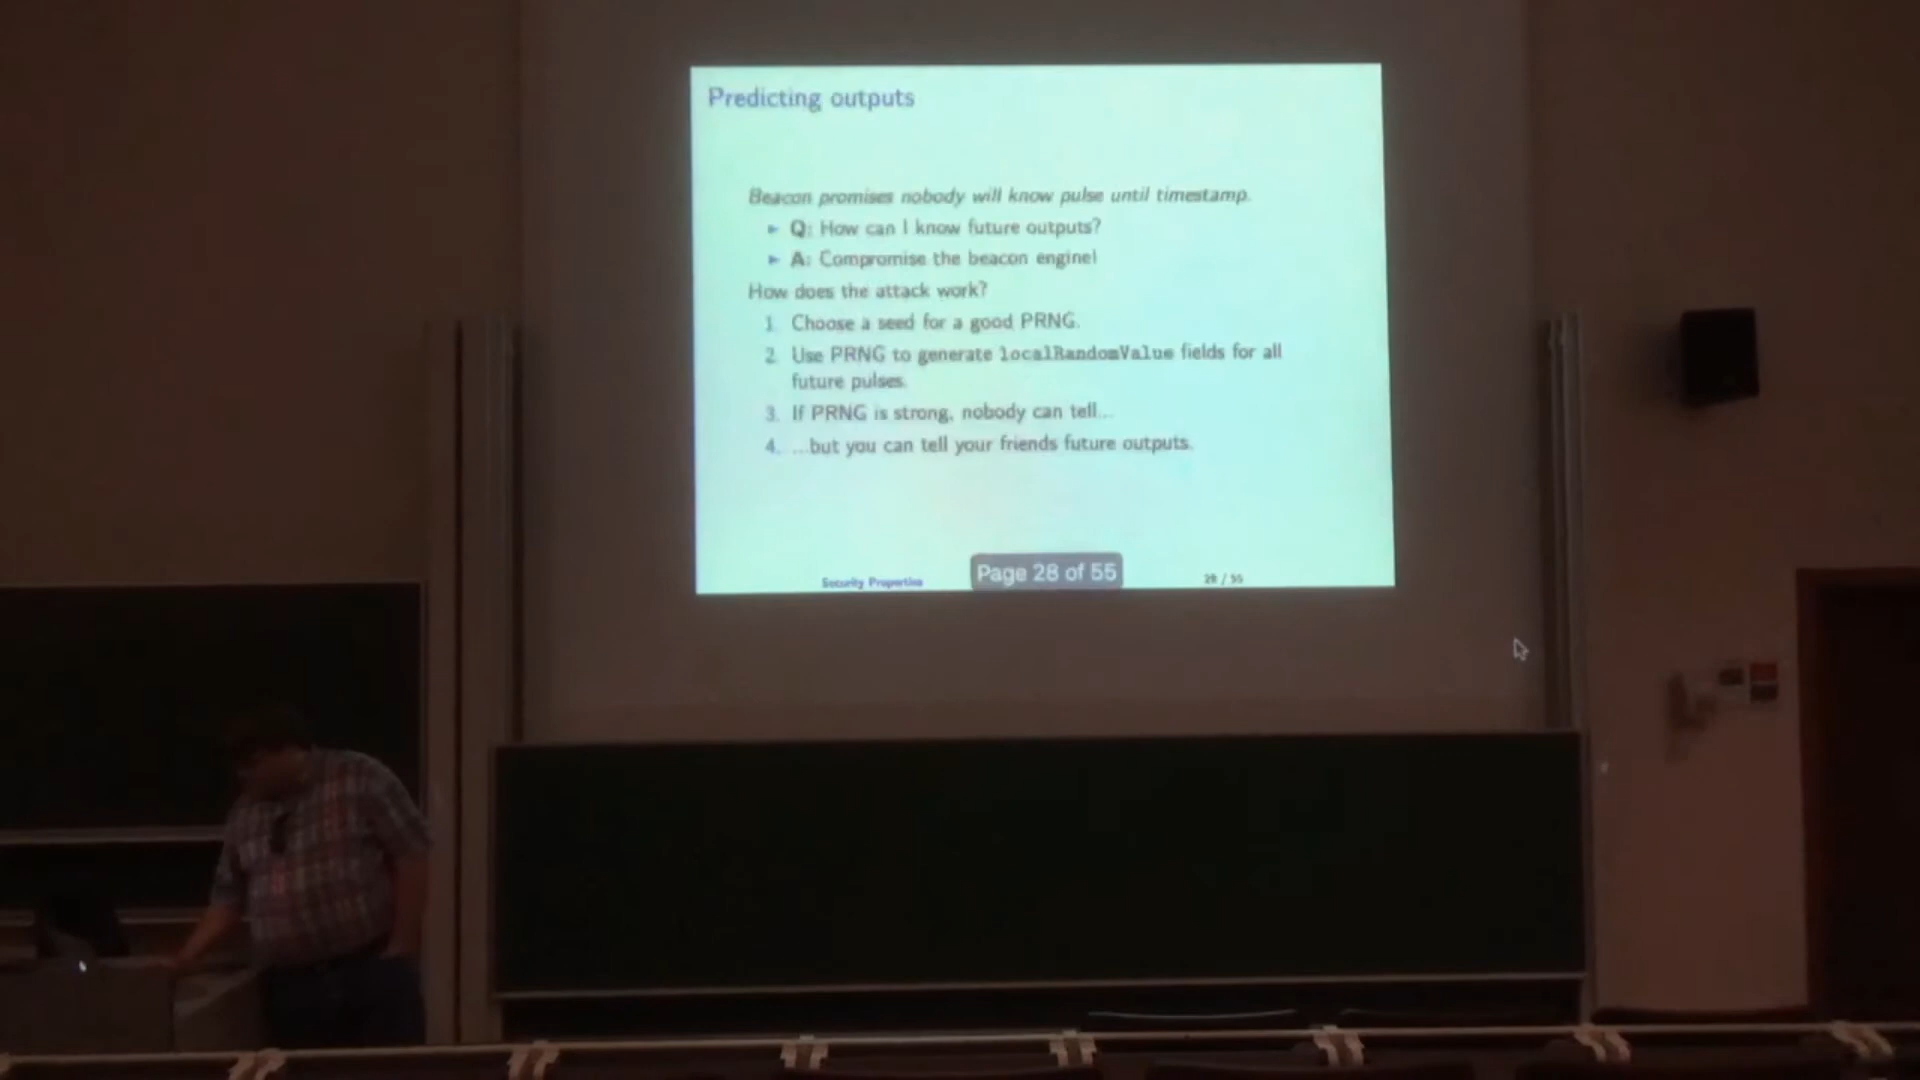 Predicting outputs
Beacon promises nobody will know pulse until timestamp.
► Q: How can I know future outputs?
► A: Compromise the beacon engine!
How does the attack work?
1. Choose a seed for a good PRNG.
2. Use PRNG to generate localRandomValue fields for all
future pulses.
3. If PRNG is strong, nobody can tell...
4. ...but you can tell your friends future outputs.
Security Properties
Page 28 of 55
28 / 55